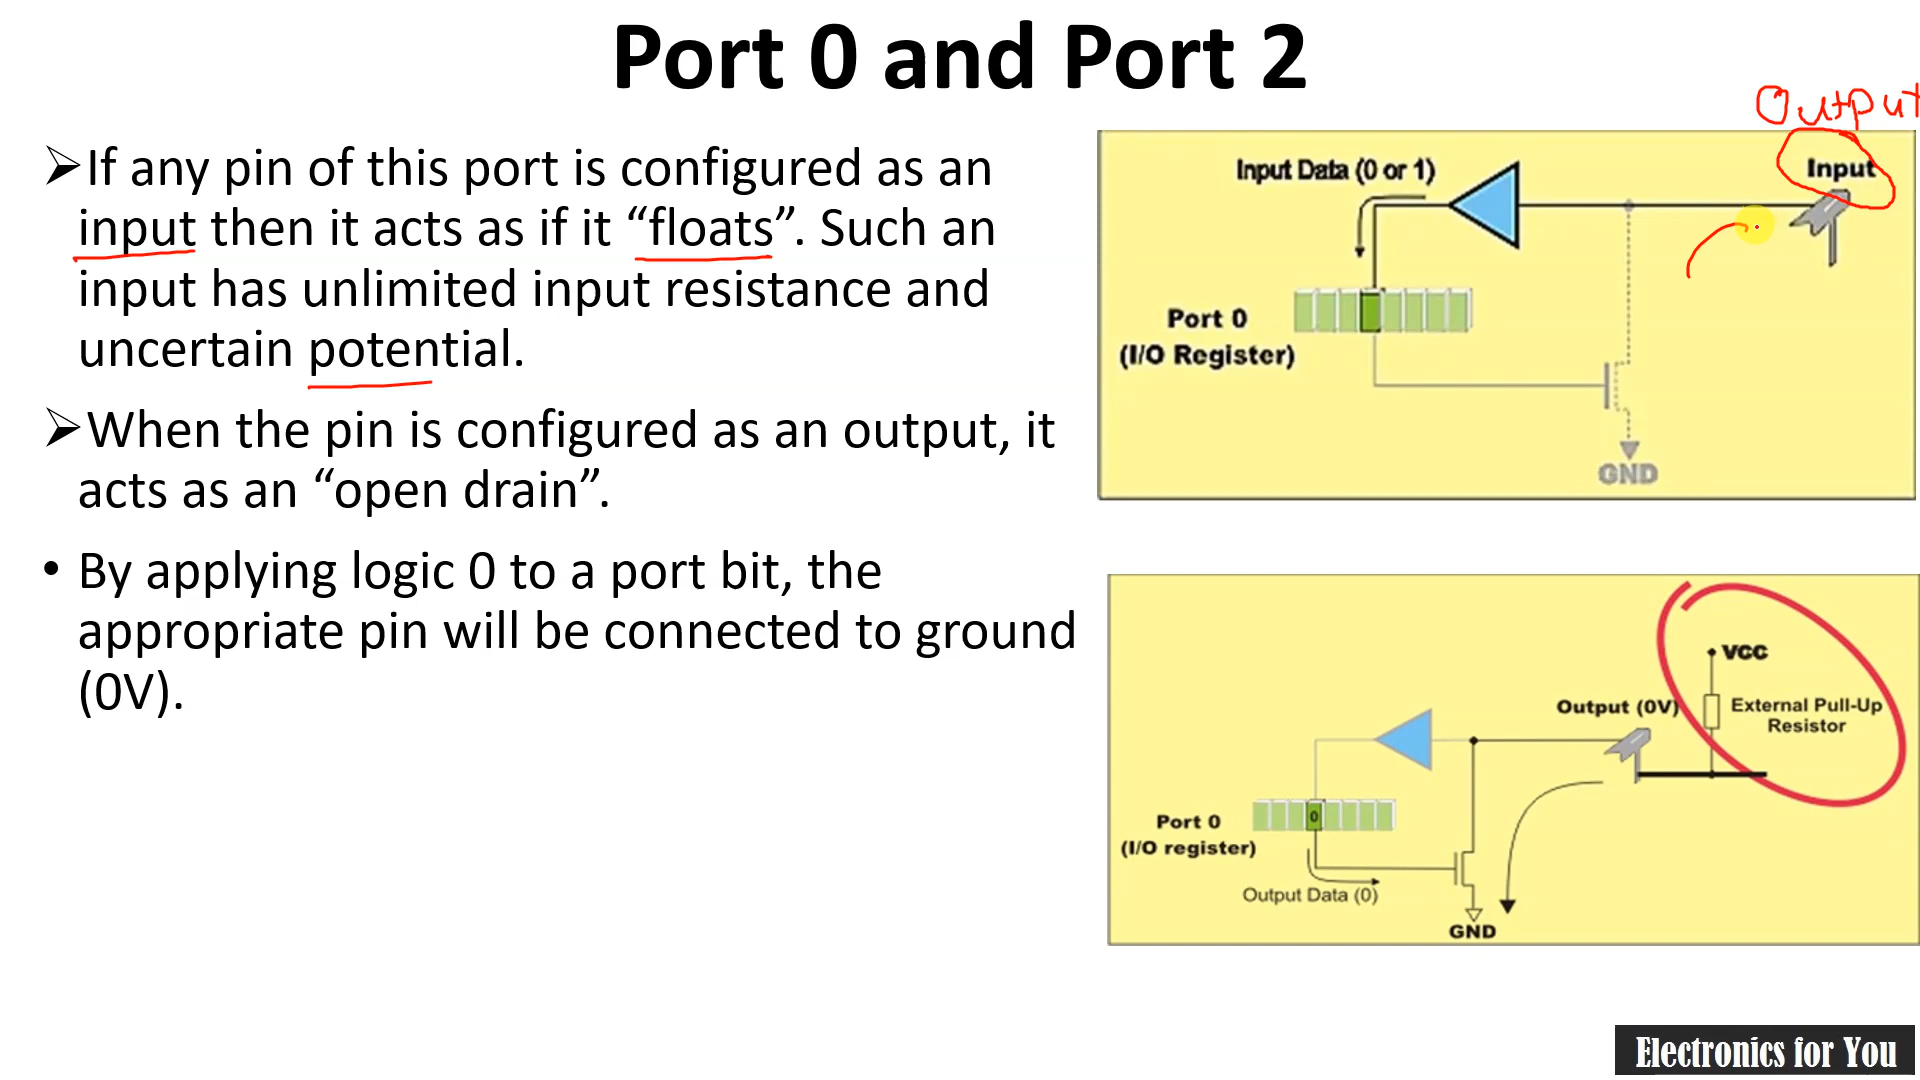 Port 0 and Port 2
➢If any pin of this port is configured as an
input then it acts as if it “floats”. Such an
input has unlimited input resistance and
uncertain potential.
➢When the pin is configured as an output, it
acts as an “open drain”.
• By applying logic 0 to a port bit, the
appropriate pin will be connected to ground
(0V).
Output
Input Data (0 or 1)
Input
Port 0
(I/O Register)
GND
VCC
Output (0V)
External Pull-Up
Resistor
Port 0
(I/O register)
0
Output Data (0)
GND
Electronics for You